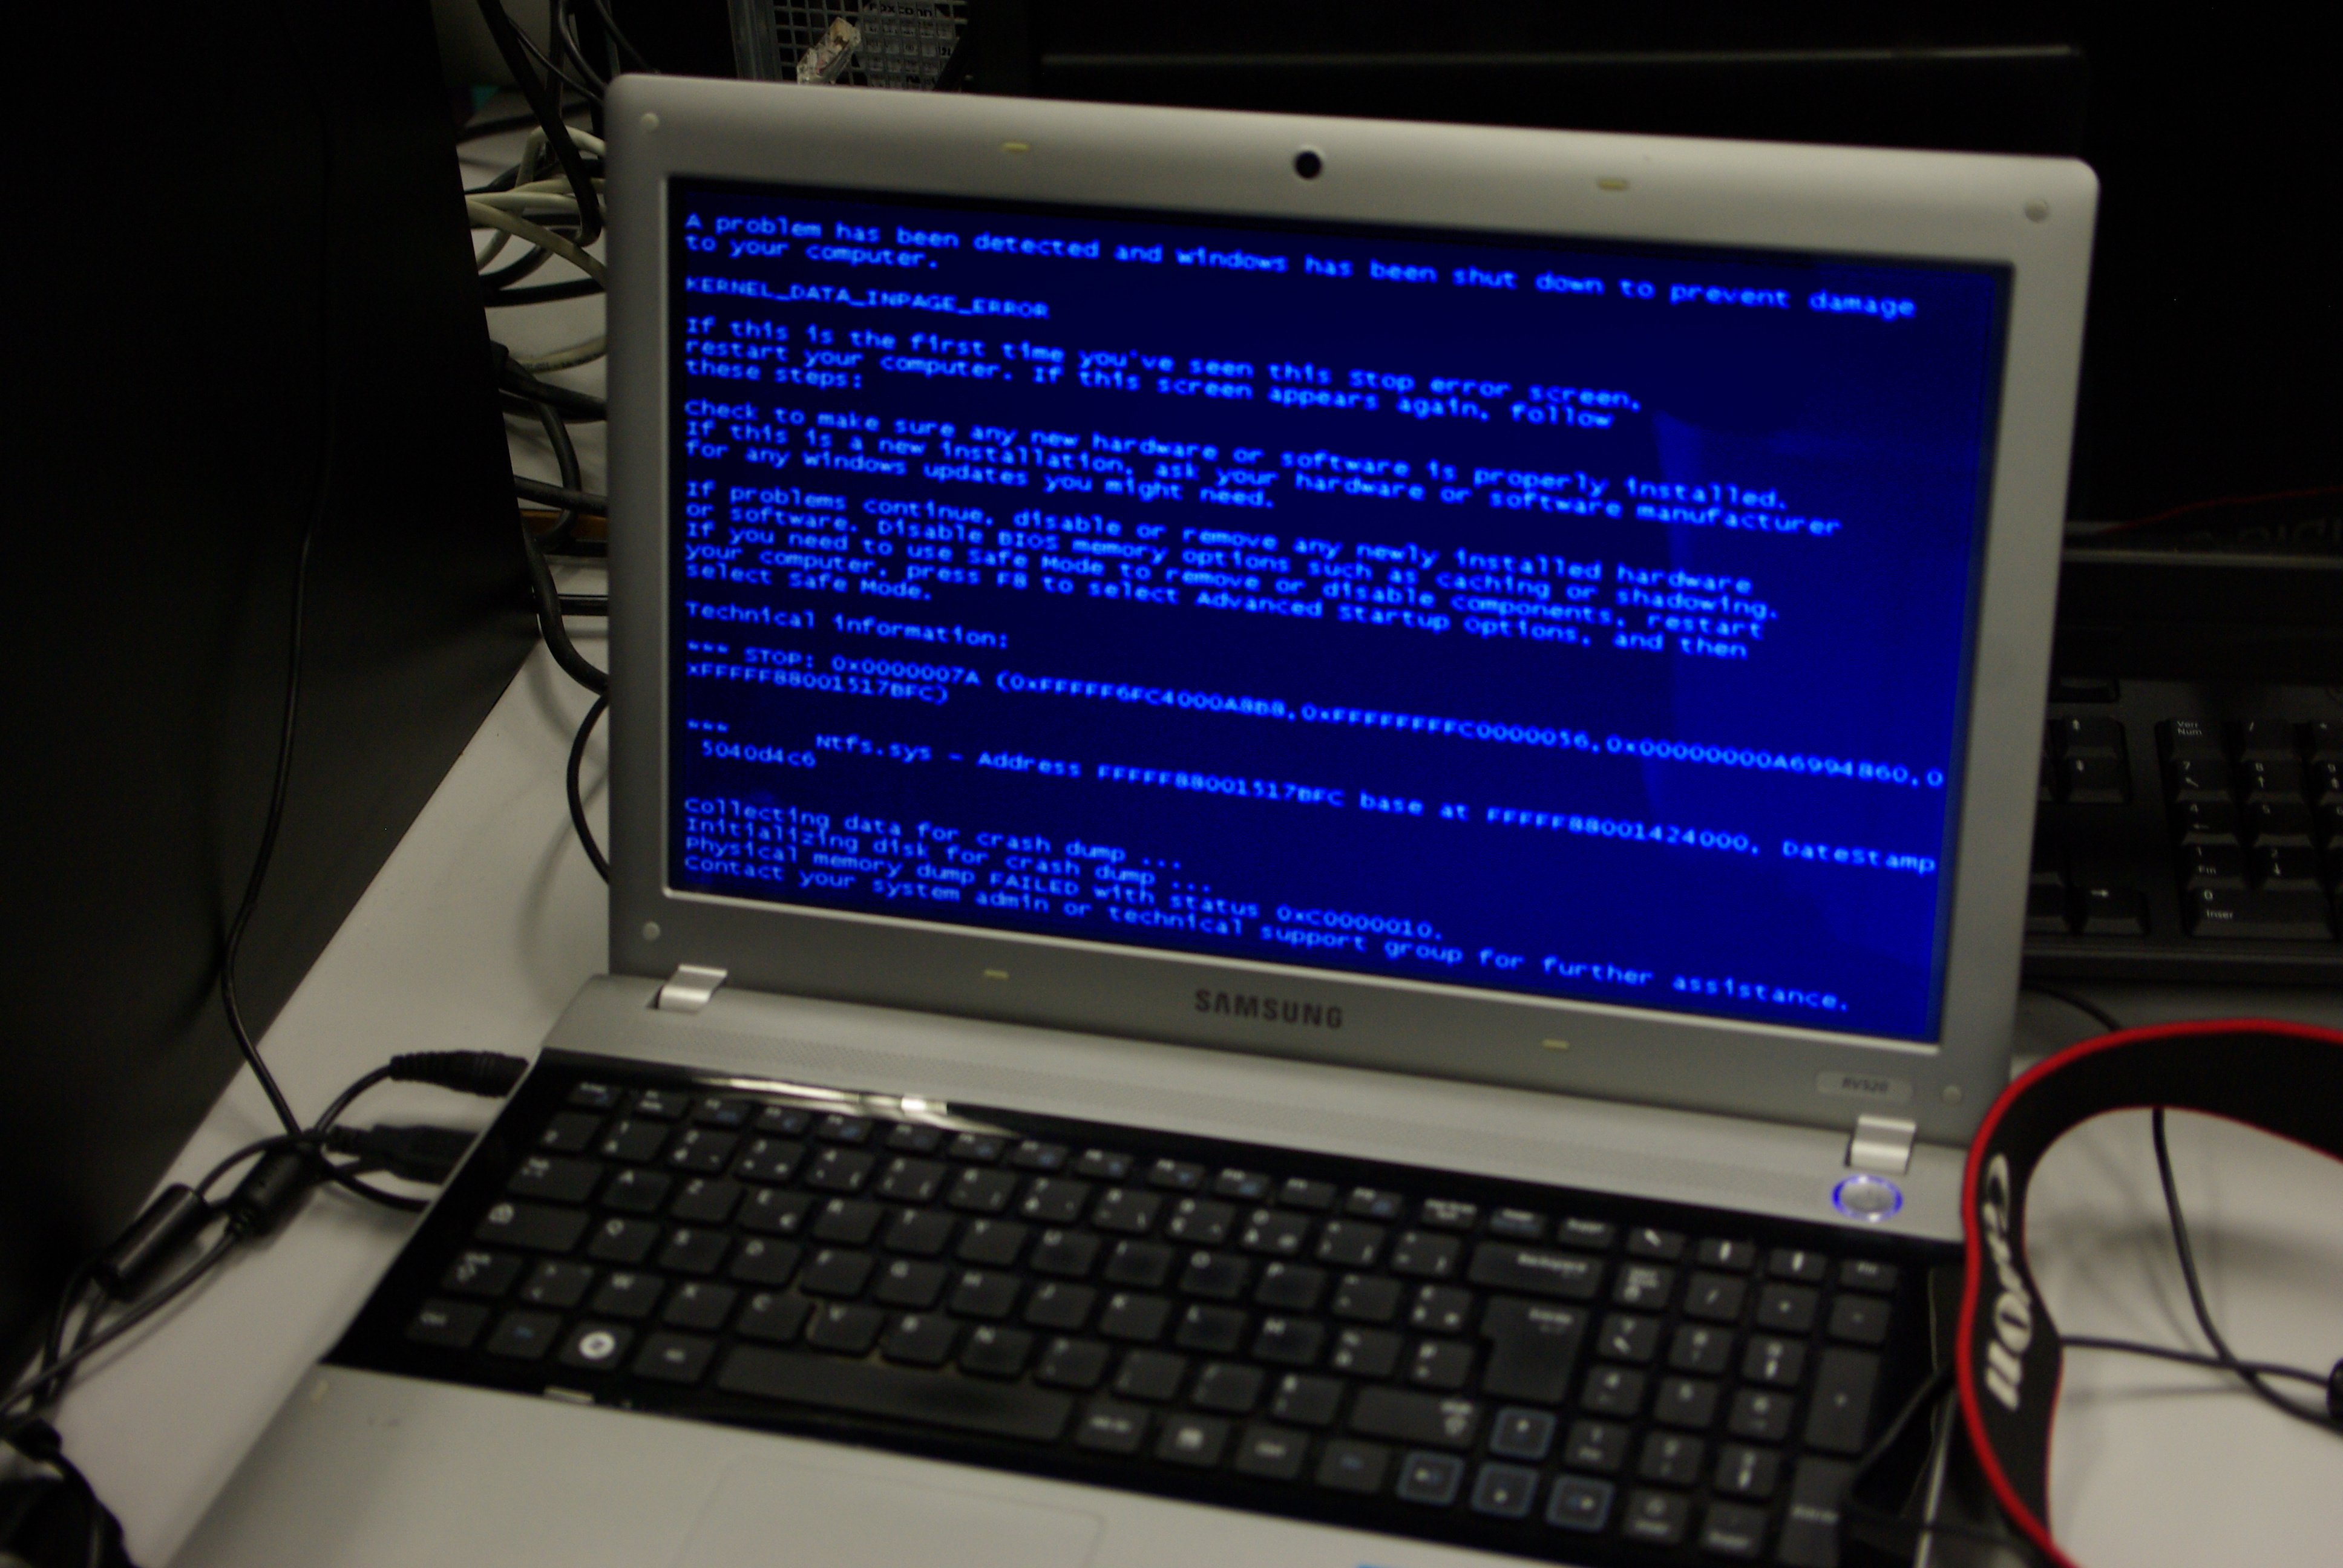 Foxconn
A problem has been detected and windows has been shut down to prevent damage
to your computer.
KERNEL_DATA_INPAGE_ERROR
If this is the first time you've seen this Stop error screen,
restart your computer. If this screen appears again, follow
these steps:
Check to make sure any new hardware or software is properly installed.
If this is a new installation, ask your hardware or software manufacturer
for any windows updates you might need.
If problems continue, disable or remove any newly installed hardware
or software. Disable BIOS memory options such as caching or shadowing.
If you need to use Safe Mode to remove or disable components, restart
your computer, press F8 to select Advanced Startup Options, and then
select Safe Mode.
Technical information:
*** STOP: 0x0000007A (0xFFFFF6FC4000A8B8,0xFFFFFFFFC0000056,0x00000000A6994860,0
xFFFFF88001517BFC)
*** Ntfs.sys - Address FFFFF88001517BFC base at FFFFF88001424000, DateStamp
5040d4c6
Collecting data for crash dump ...
Initializing disk for crash dump ...
Physical memory dump FAILED with status 0xC0000010.
Contact your system admin or technical support group for further assistance.
SAMSUNG
RV520
Canon